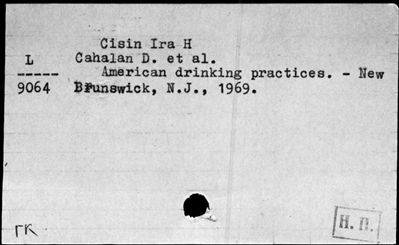 Cisin Ira H
L Cahalan D. et al.
----- American drinking practices. - New
9064 Brunswick, N.J., 1969.
ГК
Н. П.